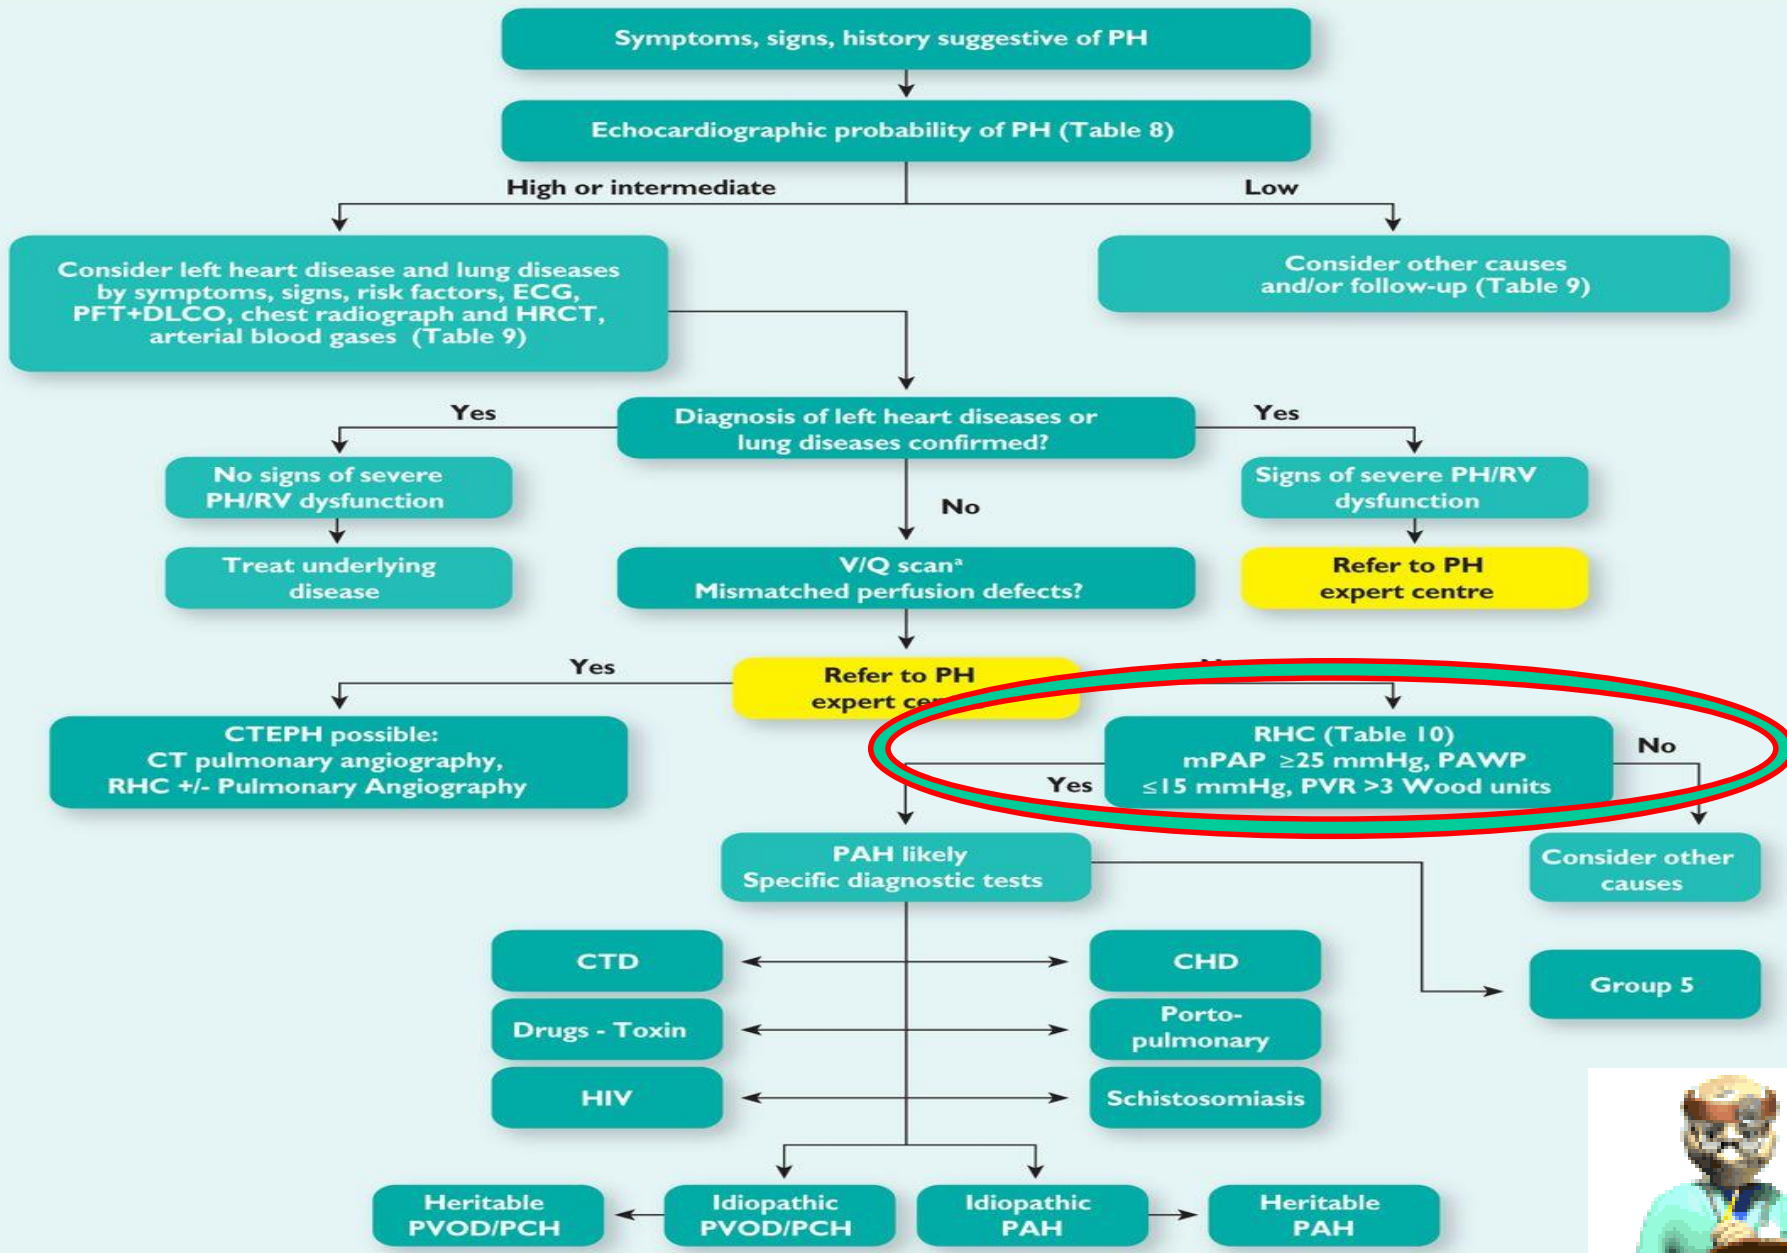 Symptoms, signs, history suggestive of PH
Echocardiographic probability of PH (Table 8)
High or intermediate
Low
Consider left heart disease and lung diseases
by symptoms, signs, risk factors, ECG,
PFT+DLCO, chest radiograph and HRCT,
arterial blood gases (Table 9)
Consider other causes
and/or follow-up (Table 9)
Yes
Diagnosis of left heart diseases or
lung diseases confirmed?
Yes
No signs of severe
PH/RV dysfunction
No
Signs of severe PH/RV
dysfunction
Treat underlying
disease
V/Q scanª
Mismatched perfusion defects?
Refer to PH
expert centre
Yes
Refer to PH
expert
CTEPH possible:
CT pulmonary angiography,
RHC +/- Pulmonary Angiography
RHC (Table 10)
mPAP ≥25 mmHg, PAWP
≤15 mmHg, PVR >3 Wood units
No
Yes
PAH likely
Specific diagnostic tests
Consider other
causes
CTD
CHD
Group 5
Drugs - Toxin
Porto-
pulmonary
HIV
Schistosomiasis
Heritable
PVOD/PCH
Idiopathic
PVOD/PCH
Idiopathic
PAH
Heritable
PAH